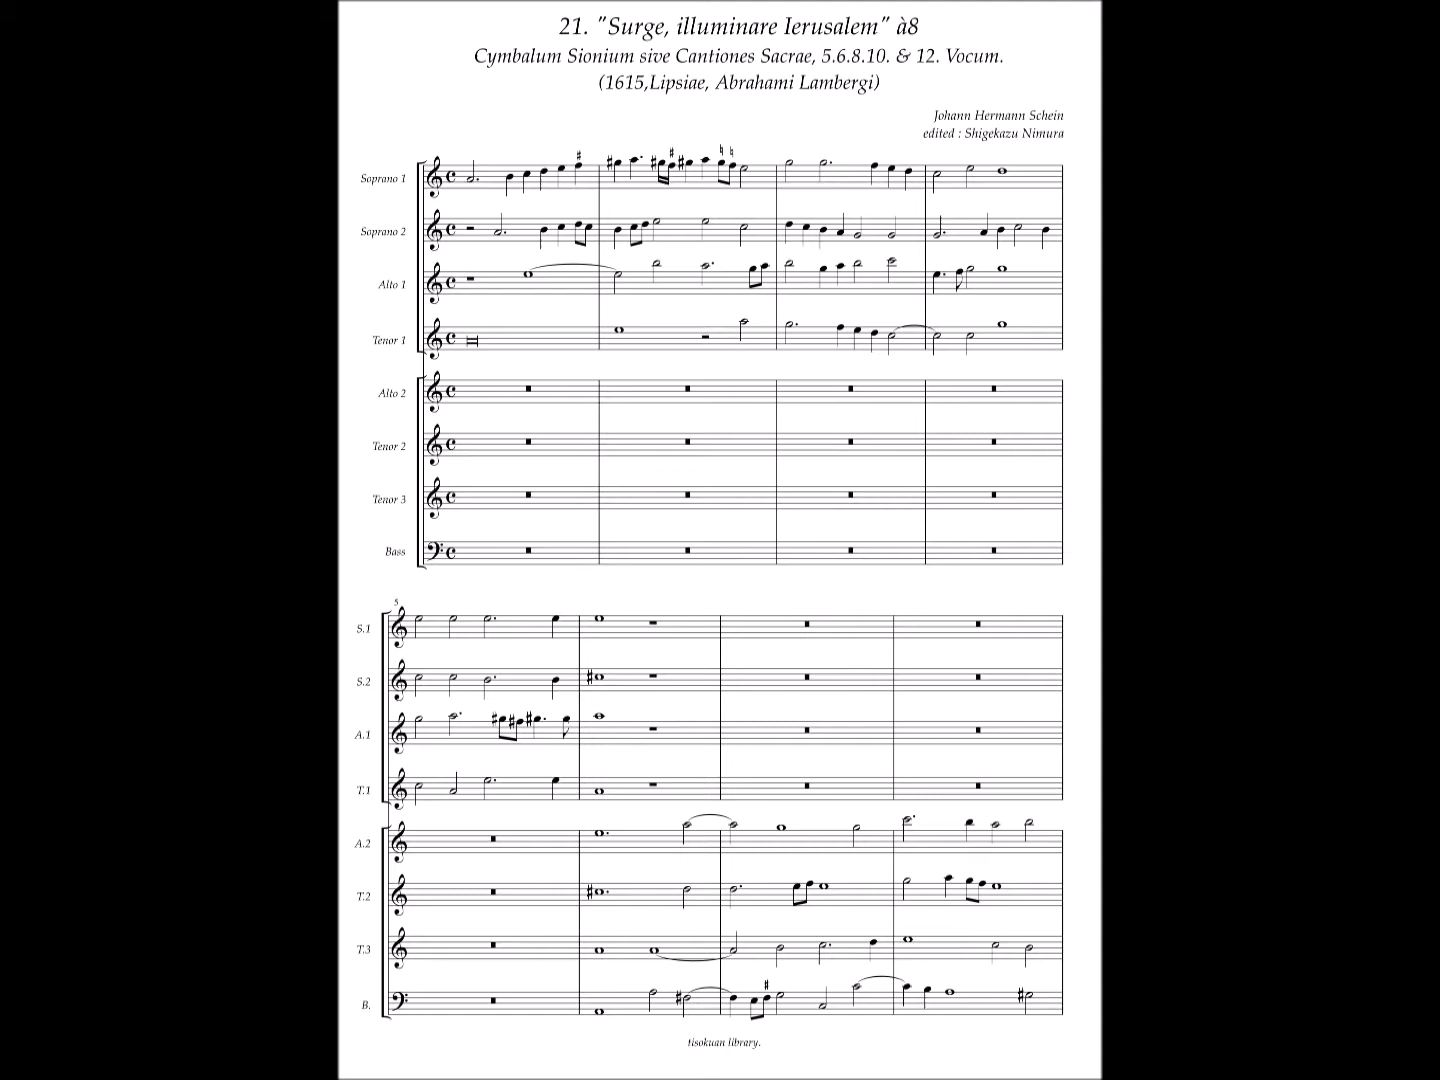 21. "Surge, illuminare Ierusalem" à8
Cymbalum Sionium sive Cantiones Sacrae, 5.6.8.10. & 12. Vocum.
(1615,Lipsiae, Abrahami Lambergi)
Johann Hermann Schein
edited : Shigekazu Nimura
Soprano 1
Soprano 2
Alto 1
Tenor 1
Alto 2
Tenor 2
Tenor 3
Bass
5
S.1
S.2
A.1
T.1
A.2
T.2
T.3
B.
tisokuan library.